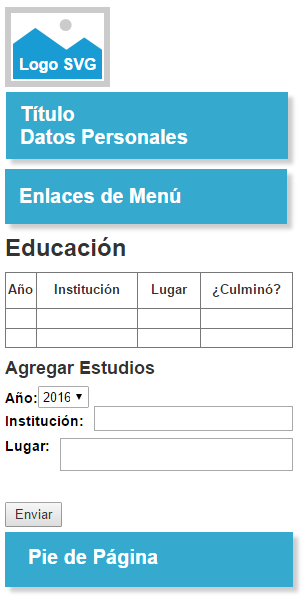 Logo SVG
Título
Datos Personales
Enlaces de Menú
Educación
Año Institución Lugar ¿Culminó?
Agregar Estudios
Año: 2016
Institución:
Lugar:
Enviar
Pie de Página